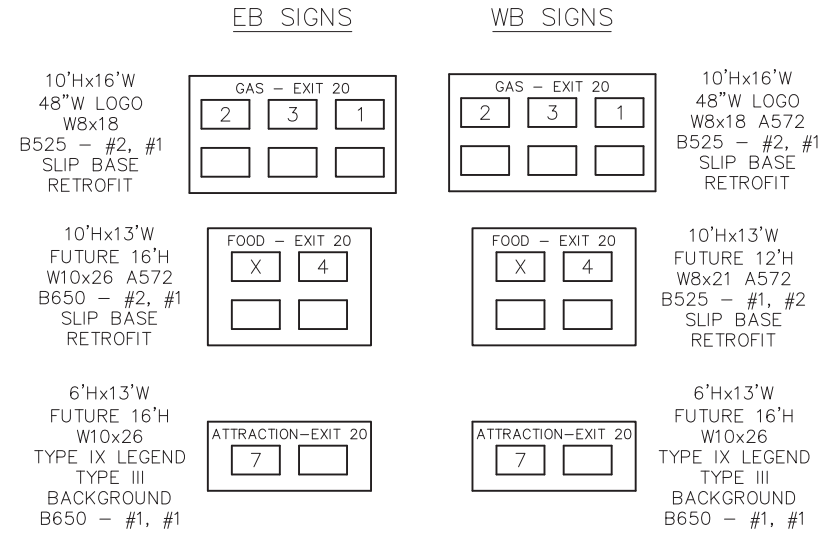 EB SIGNS
WB SIGNS
10'Hx16'W
48"W LOGO
W8x18
B525 – #2, #1
SLIP BASE
RETROFIT
GAS – EXIT 20
2 3 1
GAS – EXIT 20
2 3 1
10'Hx16'W
48"W LOGO
W8x18 A572
B525 – #2, #1
SLIP BASE
RETROFIT
10'Hx13'W
FUTURE 16'H
W10x26 A572
B650 – #2, #1
SLIP BASE
RETROFIT
FOOD – EXIT 20
X 4
FOOD – EXIT 20
X 4
10'Hx13'W
FUTURE 12'H
W8x21 A572
B525 – #1, #2
SLIP BASE
RETROFIT
6'Hx13'W
FUTURE 16'H
W10x26
TYPE IX LEGEND
TYPE III
BACKGROUND
B650 – #1, #1
ATTRACTION–EXIT 20
7
ATTRACTION–EXIT 20
7
6'Hx13'W
FUTURE 16'H
W10x26
TYPE IX LEGEND
TYPE III
BACKGROUND
B650 – #1, #1